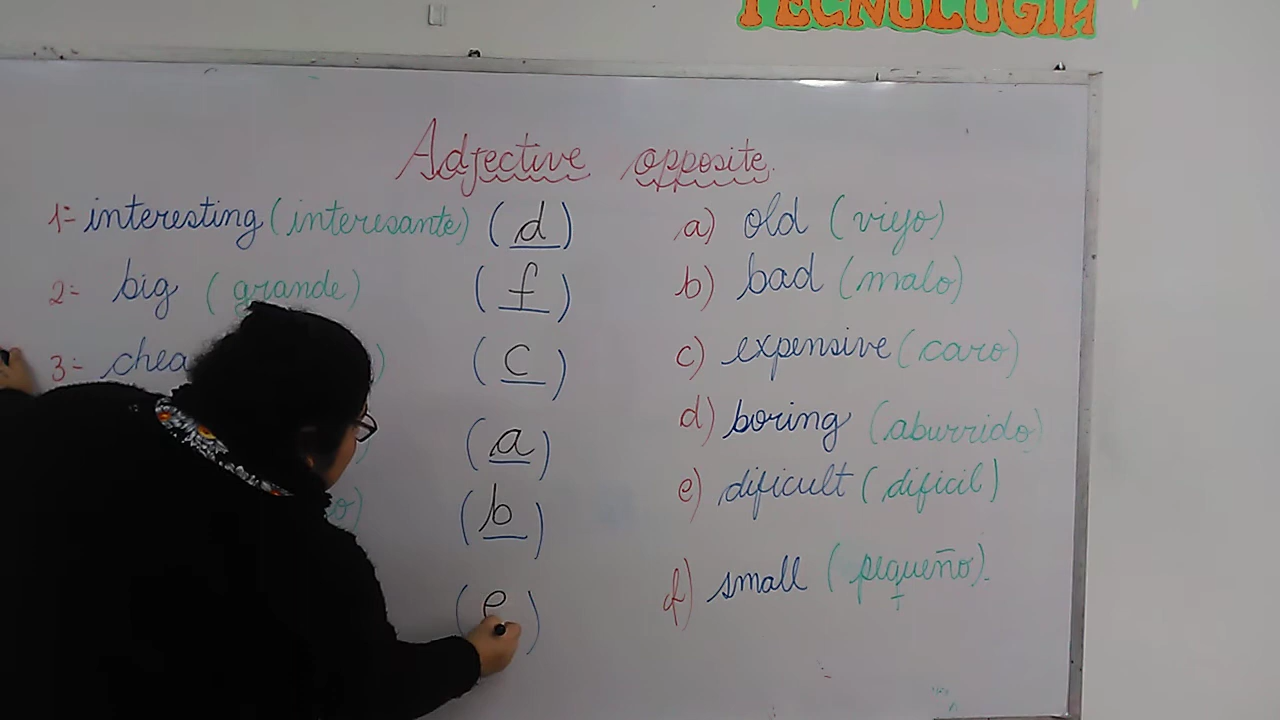 TECNOLOGIA
Adjective opposite.
1= interesting (interesante) (d) a) old (viejo)
2= big (grande) (f) b) bad (malo)
3= (c) c) expensive (caro)
(a) d) boring (aburrido)
(b) e) dificult (dificil)
(e) f) small (pequeño).